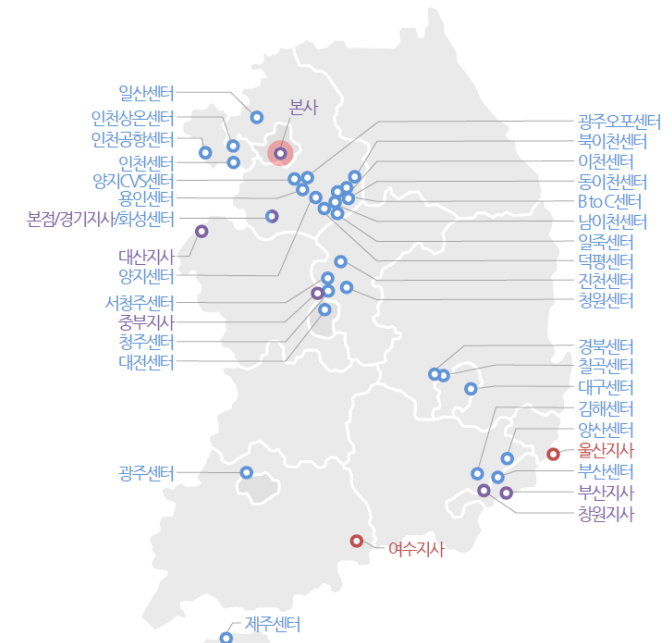 일산센터
인천상온센터
인천공항센터
인천센터
양지CVS센터
용인센터
본점/경기지사/화성센터
대산지사
양지센터
서청주센터
중부지사
청주센터
대전센터
광주센터
본사
광주오포센터
북이천센터
이천센터
동이천센터
BtoC센터
남이천센터
일죽센터
덕평센터
진천센터
청원센터
경북센터
칠곡센터
대구센터
김해센터
양산센터
울산지사
부산센터
부산지사
창원지사
여수지사
제주센터